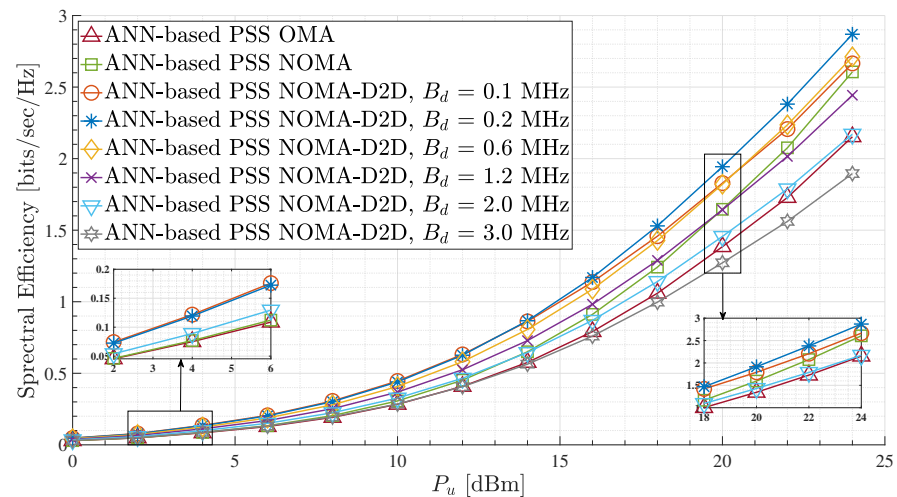 ANN-based PSS OMA
ANN-based PSS NOMA
ANN-based PSS NOMA-D2D, B_d = 0.1 MHz
ANN-based PSS NOMA-D2D, B_d = 0.2 MHz
ANN-based PSS NOMA-D2D, B_d = 0.6 MHz
ANN-based PSS NOMA-D2D, B_d = 1.2 MHz
ANN-based PSS NOMA-D2D, B_d = 2.0 MHz
ANN-based PSS NOMA-D2D, B_d = 3.0 MHz
Sprectral Efficiency [bits/sec/Hz]
3
2.5
2
1.5
1
0.5
0
0.2
0.15
0.1
0.05
2 3 4 5 6
3
2.5
2
1.5
18 20 22 24
0 5 10 15 20 25
P_u [dBm]